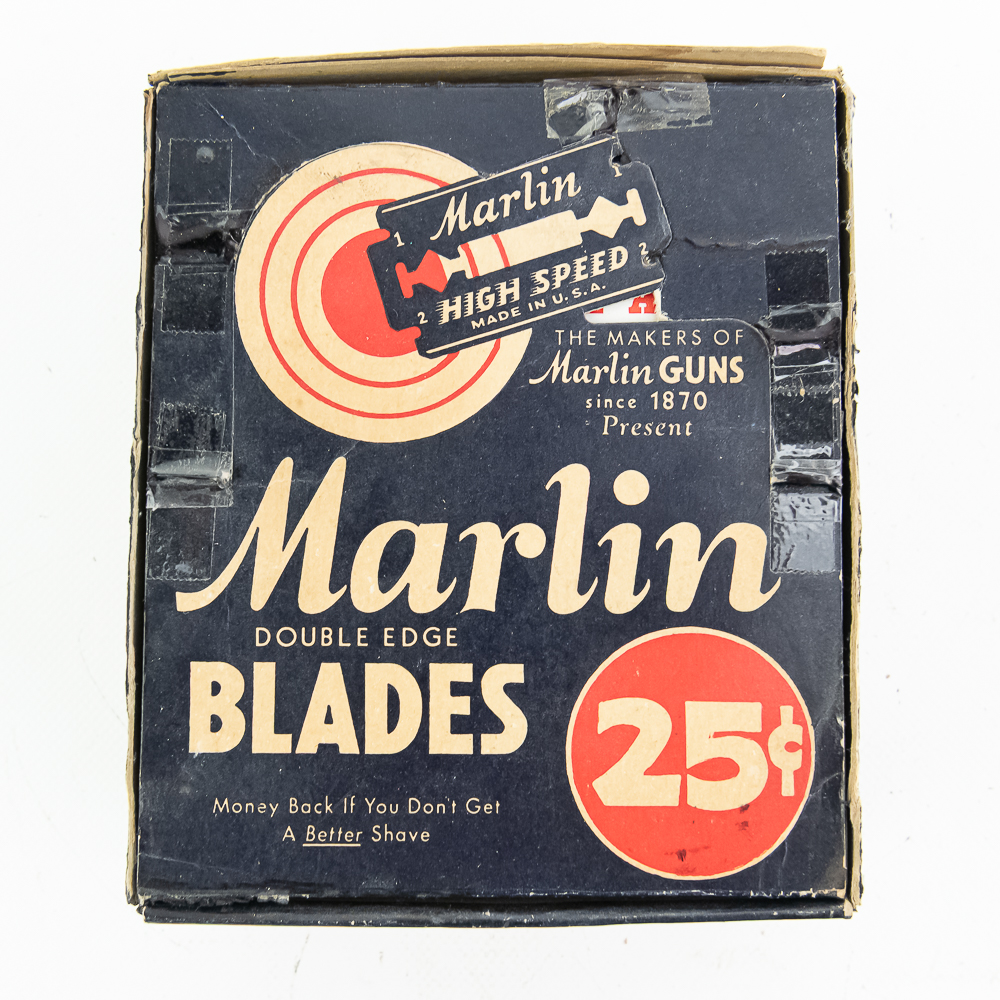 Marlin
1 1
HIGH SPEED
2 2
MADE IN U.S.A.
THE MAKERS OF
Marlin GUNS
since 1870
Present
Marlin
DOUBLE EDGE
BLADES
25¢
Money Back If You Don't Get
A Better Shave